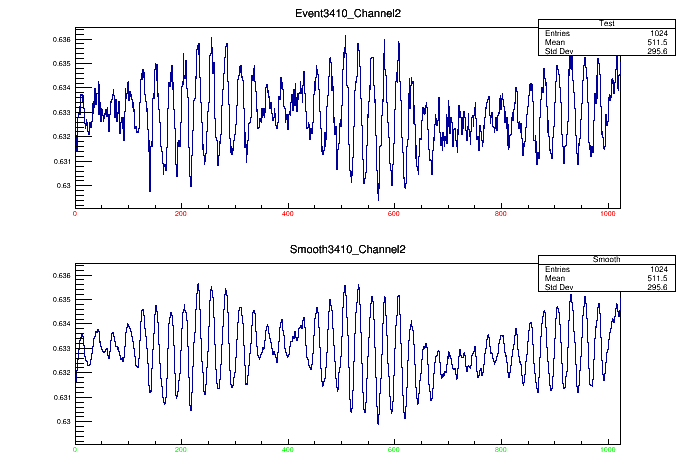 Event3410_Channel2
Test
Entries 1024
Mean 511.5
Std Dev 295.6
0.636
0.635
0.634
0.633
0.632
0.631
0.63
0 200 400 600 800 1000
Smooth3410_Channel2
Smooth
Entries 1024
Mean 511.5
Std Dev 295.6
0.636
0.635
0.634
0.633
0.632
0.631
0.63
0 200 400 600 800 1000